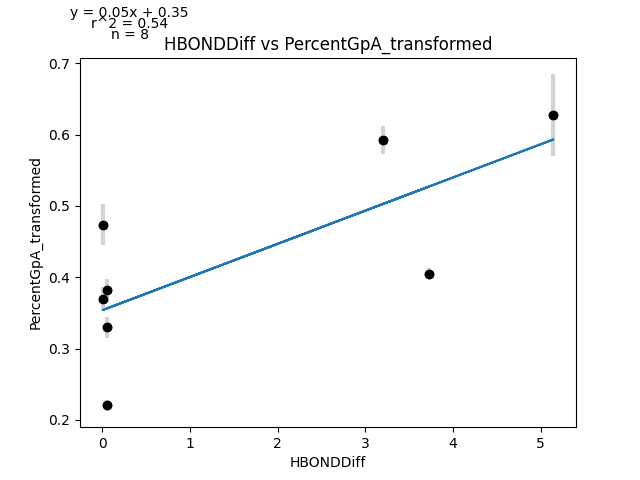 y = 0.05x + 0.35
r^2 = 0.54
n = 8
HBONDDiff vs PercentGpA_transformed
0.7
0.6
0.5
0.4
0.3
0.2
PercentGpA_transformed
0 1 2 3 4 5
HBONDDiff